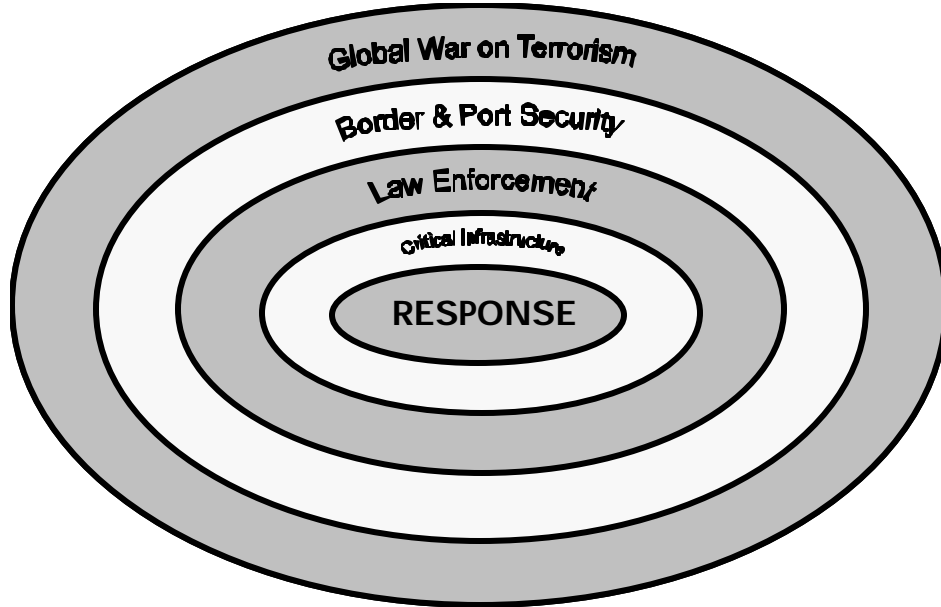 Global War on Terrorism
Border & Port Security
Law Enforcement
Critical Infrastructure
RESPONSE